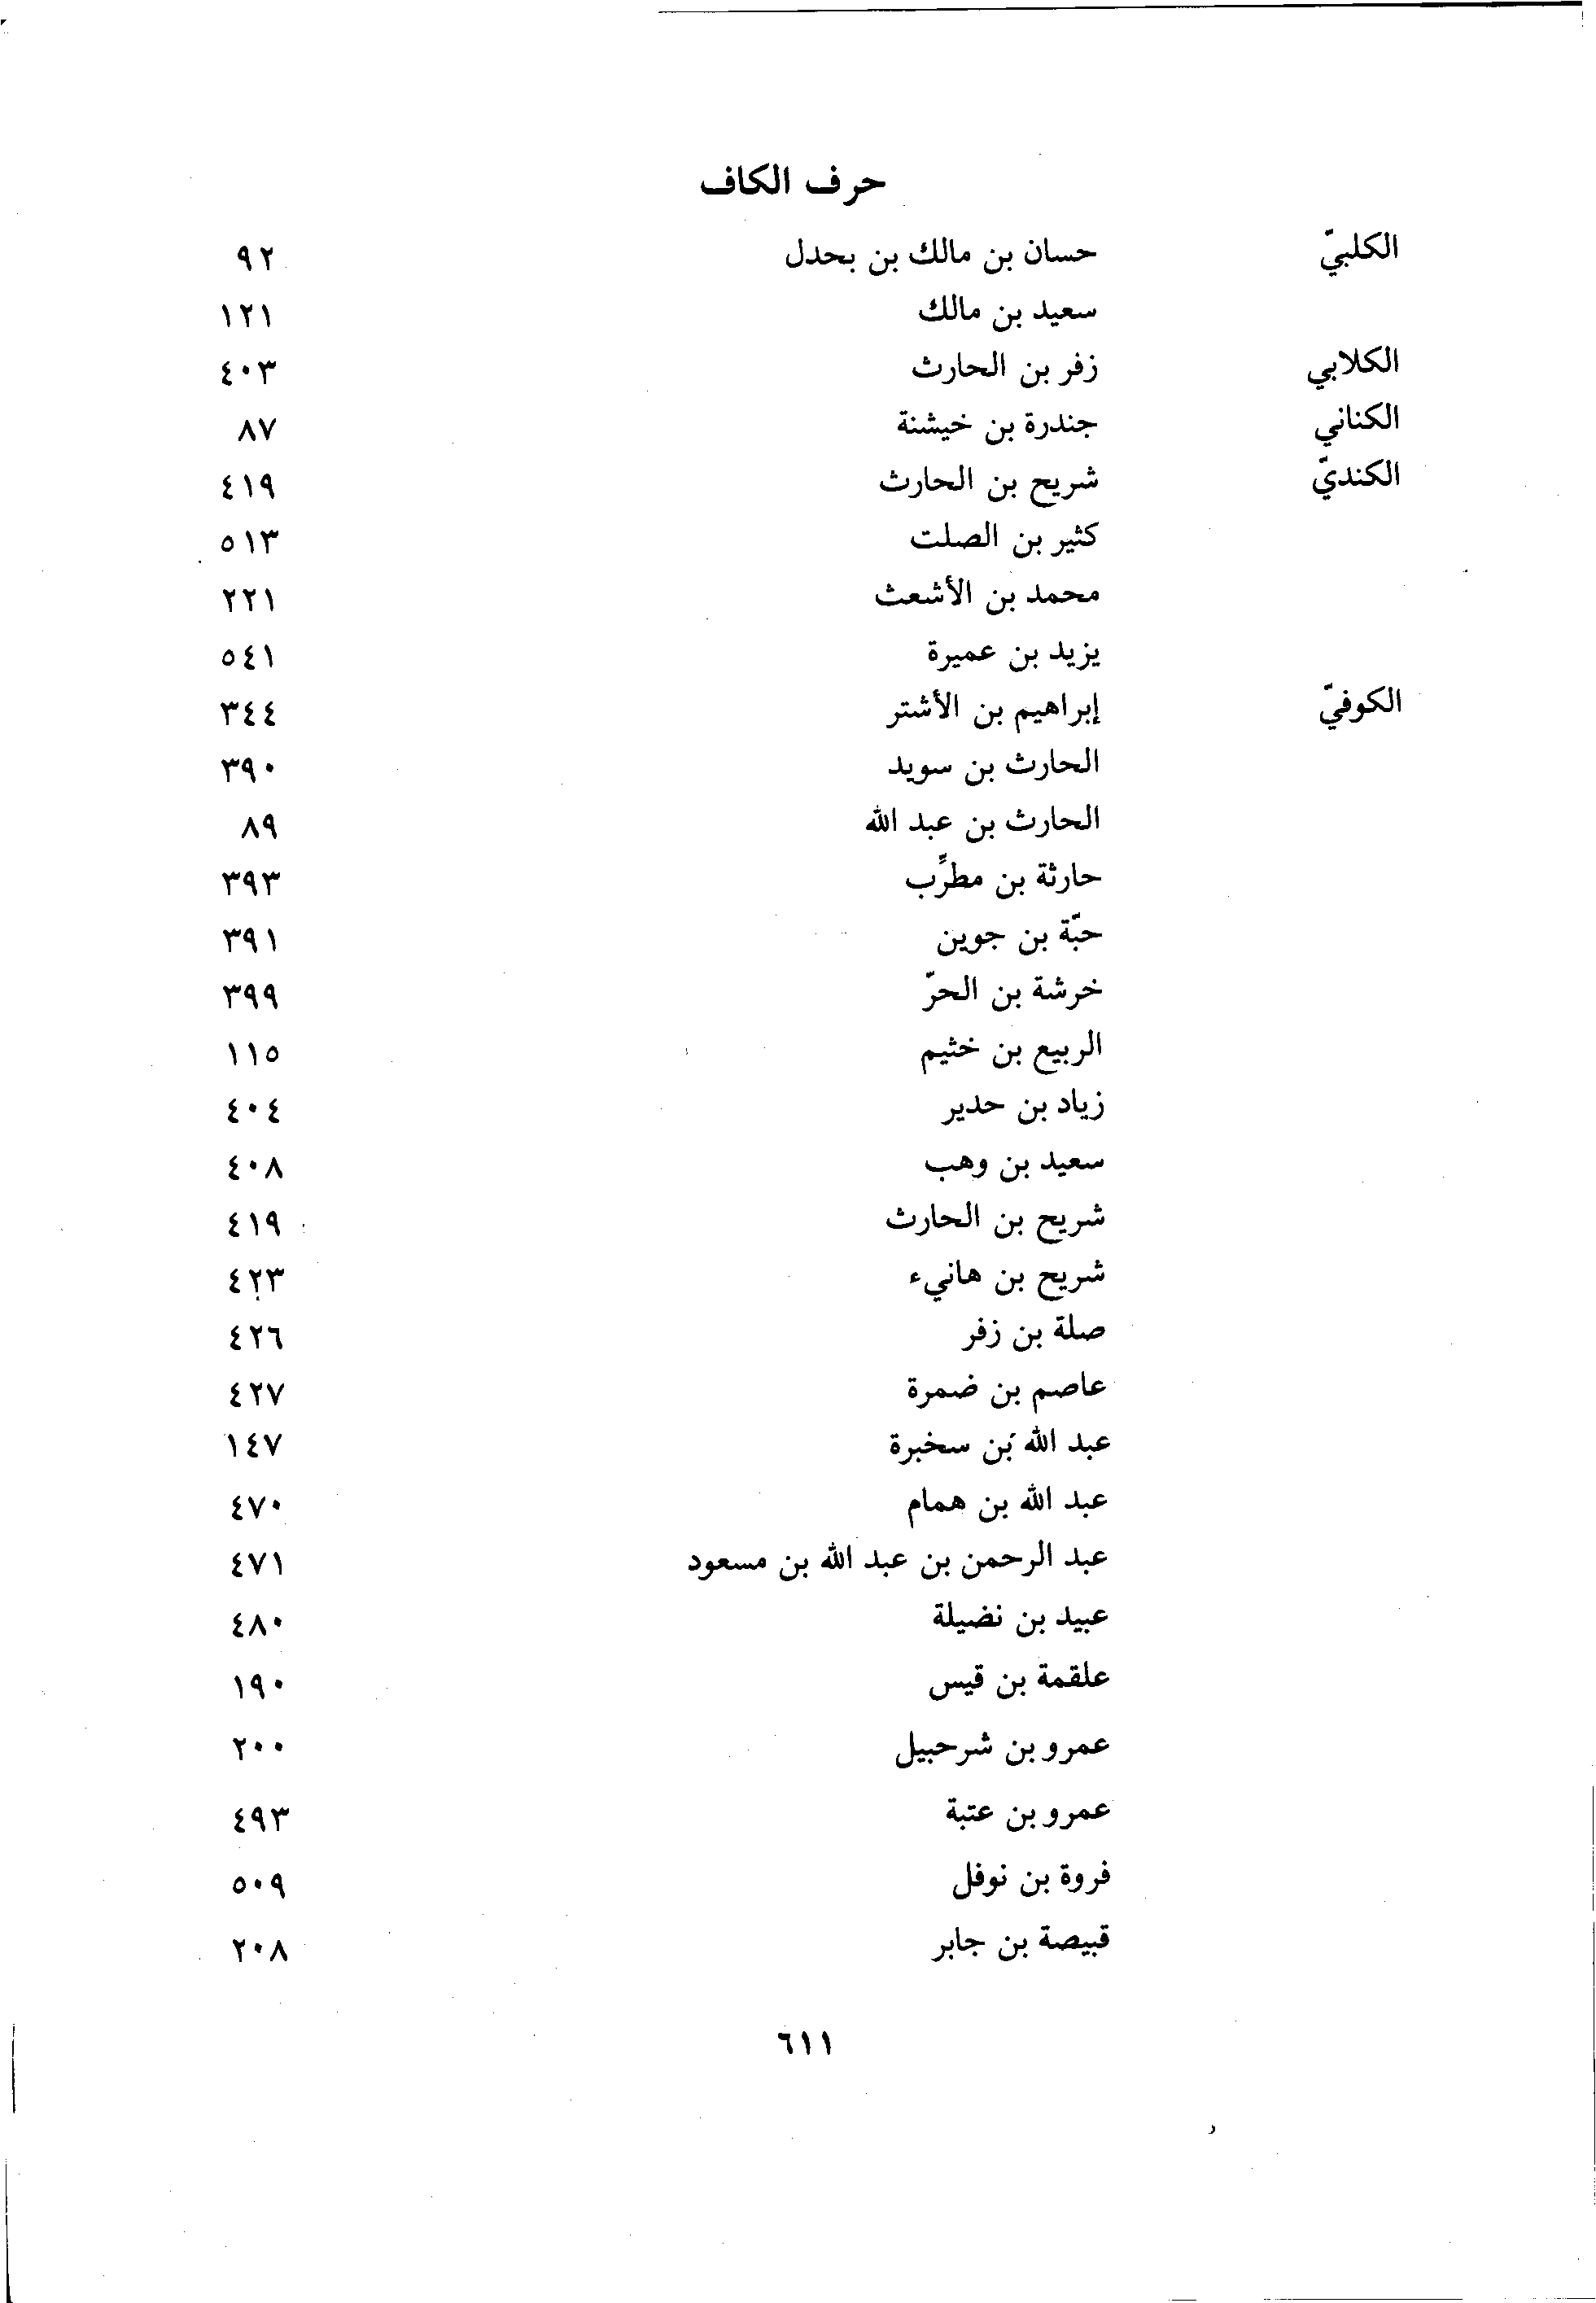 حرف الكاف
الكلبيّ حسان بن مالك بن بحدل ٩٢
سعيد بن مالك ١٢١
الكلابي زفر بن الحارث ٤٠٣
الكناني جندرة بن خيشنة ٨٧
الكنديّ شريح بن الحارث ٤١٩
كثير بن الصلت ٥١٣
محمد بن الأشعث ٢٢١
يزيد بن عميرة ٥٤١
الكوفيّ إبراهيم بن الأشتر ٣٤٤
الحارث بن سويد ٣٩٠
الحارث بن عبد الله ٨٩
حارثة بن مطرِّب ٣٩٣
حبّة بن جوين ٣٩١
خرشة بن الحرّ ٣٩٩
الربيع بن خثيم ١١٥
زياد بن حدير ٤٠٤
سعيد بن وهب ٤٠٨
شريح بن الحارث ٤١٩
شريح بن هانيء ٤٢٣
صلة بن زفر ٤٢٦
عاصم بن ضمرة ٤٢٧
عبد الله بن سخبرة ١٤٧
عبد الله بن همام ٤٧٠
عبد الرحمن بن عبد الله بن مسعود ٤٧١
عبيد بن نضيلة ٤٨٠
علقمة بن قيس ١٩٠
عمرو بن شرحبيل ٢٠٠
عمرو بن عتبة ٤٩٣
فروة بن نوفل ٥٠٩
قبيصة بن جابر ٢٠٨
٦١١